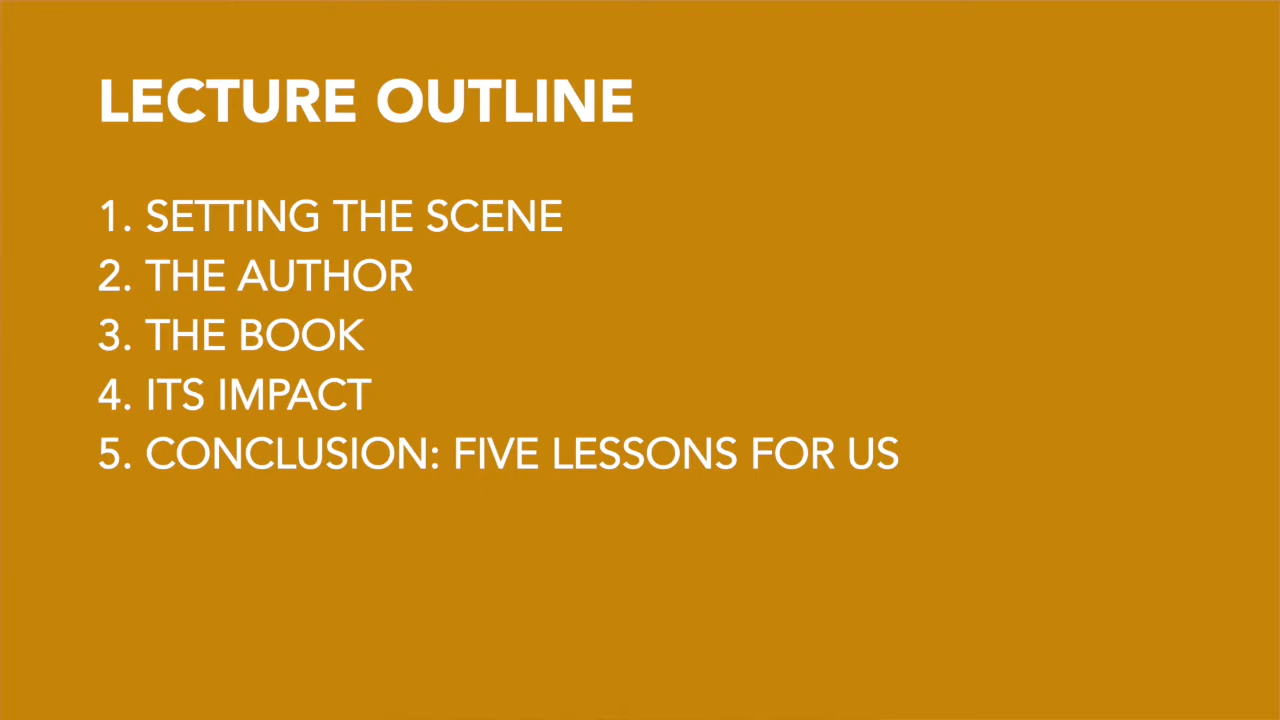 LECTURE OUTLINE
1. SETTING THE SCENE
2. THE AUTHOR
3. THE BOOK
4. ITS IMPACT
5. CONCLUSION: FIVE LESSONS FOR US